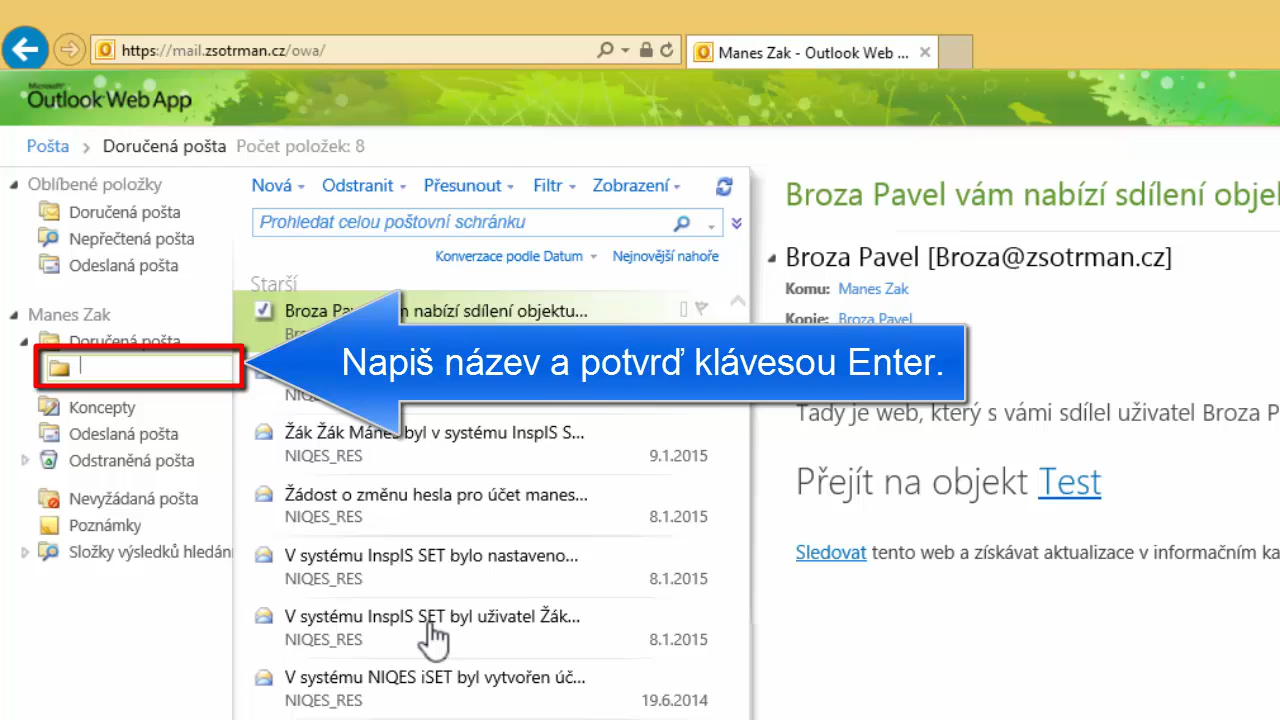 https://mail.zsotrman.cz/owa/
Manes Zak - Outlook Web ...
Microsoft
Outlook Web App
Pošta > Doručená pošta Počet položek: 8
Oblíbené položky
Doručená pošta
Nepřečtená pošta
Odeslaná pošta
Manes Zak
Doručená pošta
Koncepty
Odeslaná pošta
Odstraněná pošta
Nevyžádaná pošta
Poznámky
Složky výsledků hledán
Nová Odstranit Přesunout Filtr Zobrazení
Prohledat celou poštovní schránku
Konverzace podle Datum Nejnovější nahoře
Starší
Broza nabízí sdílení objektu...
Napiš název a potvrď klávesou Enter.
Žák Žák Manes byl v systému InspIS S...
NIQES_RES 9.1.2015
Žádost o změnu hesla pro účet manes...
NIQES_RES 8.1.2015
V systému InspIS SET bylo nastaveno...
NIQES_RES 8.1.2015
V systému InspIS SET byl uživatel Žák...
NIQES_RES 8.1.2015
V systému NIQES iSET byl vytvořen úč...
NIQES_RES 19.6.2014
Broza Pavel vám nabízí sdílení obje
Broza Pavel [Broza@zsotrman.cz]
Komu: Manes Zak
Kopie: Broza Pavel
Tady je web, který s vámi sdílel uživatel Broza P
Přejít na objekt Test
Sledovat tento web a získávat aktualizace v informačním ka